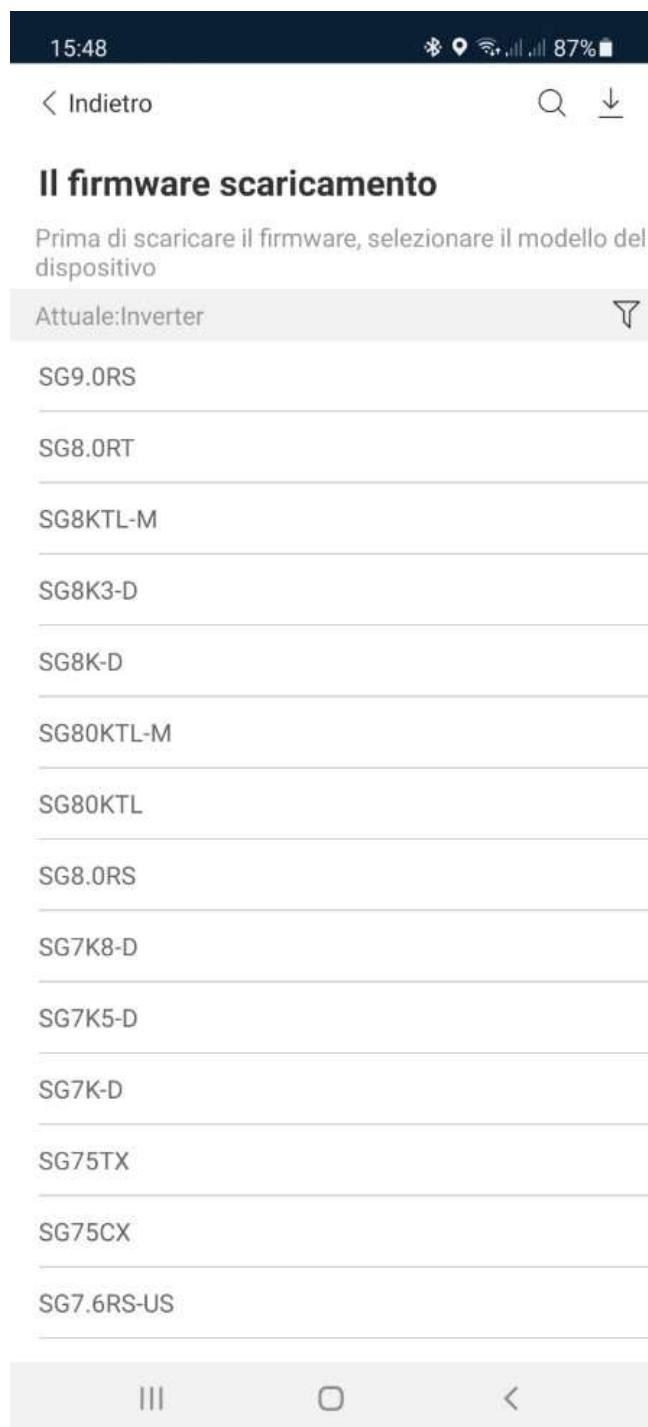 15:48 87%
Indietro
Il firmware scaricamento
Prima di scaricare il firmware, selezionare il modello del
dispositivo
Attuale:Inverter
SG9.0RS
SG8.0RT
SG8KTL-M
SG8K3-D
SG8K-D
SG80KTL-M
SG80KTL
SG8.0RS
SG7K8-D
SG7K5-D
SG7K-D
SG75TX
SG75CX
SG7.6RS-US